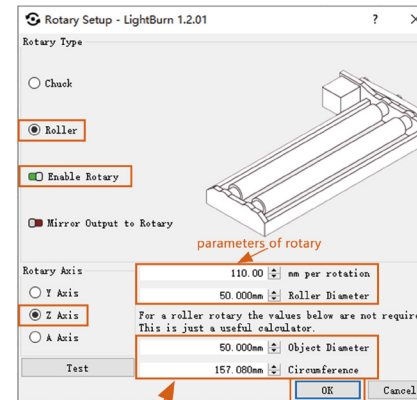 Rotary Setup - LightBurn 1.2.01 ? ×
Rotary Type
Chuck
Roller
Enable Rotary
Mirror Output to Rotary
parameters of rotary
Rotary Axis
110.00 mm per rotation
Y Axis
50.000mm Roller Diameter
Z Axis
For a roller rotary the values below are not require
This is just a useful calculator.
A Axis
50.000mm Object Diameter
Test
157.080mm Circumference
OK Cancel